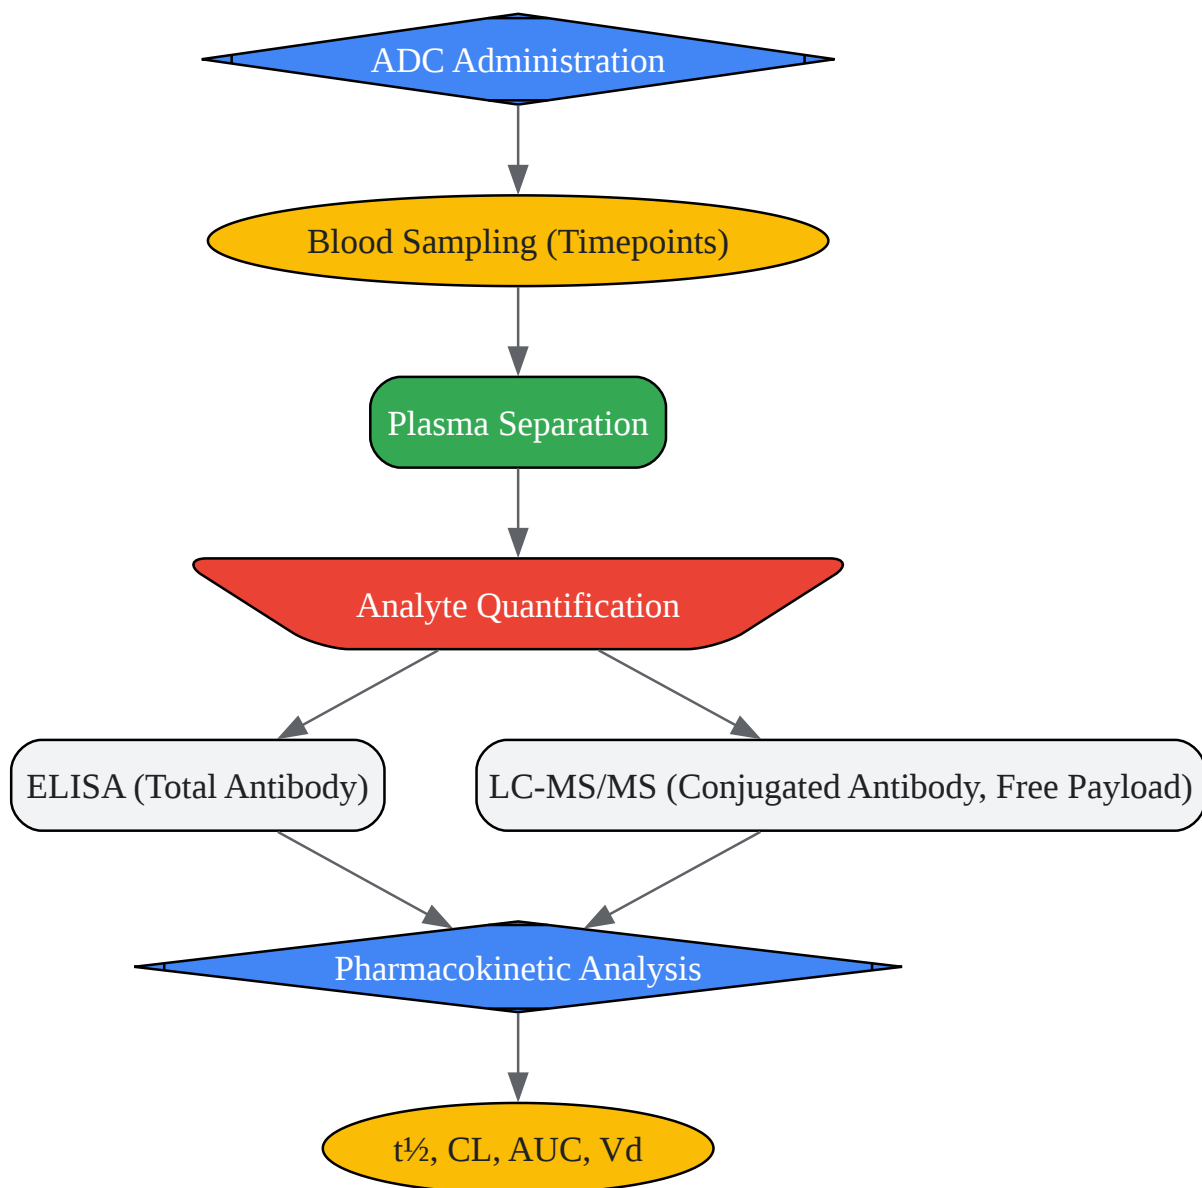 ADC Administration
Blood Sampling (Timepoints)
Plasma Separation
Analyte Quantification
ELISA (Total Antibody)
LC-MS/MS (Conjugated Antibody, Free Payload)
Pharmacokinetic Analysis
t½, CL, AUC, Vd